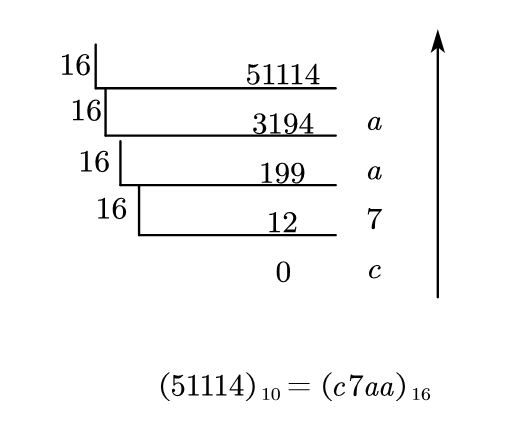 16 51114
16 3194 a
16 199 a
16 12 7
0 c
(51114)₁₀ = (c7aa)₁₆